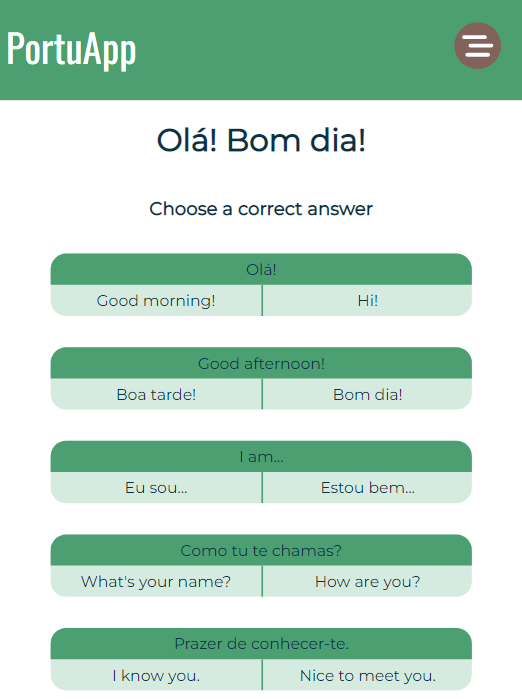 PortuApp
Olá! Bom dia!
Choose a correct answer
Olá!
Good morning! Hi!
Good afternoon!
Boa tarde! Bom dia!
I am...
Eu sou... Estou bem...
Como tu te chamas?
What's your name? How are you?
Prazer de conhecer-te.
I know you. Nice to meet you.